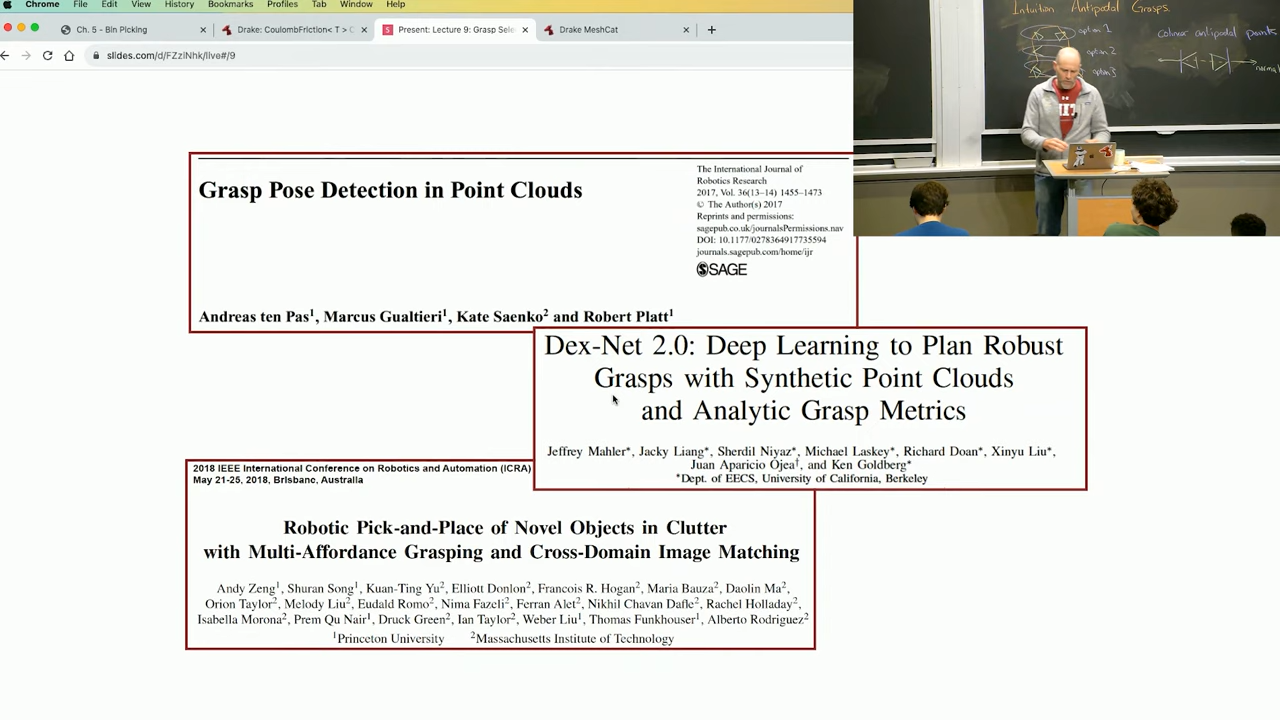 Chrome File Edit View History Bookmarks Profiles Tab Window Help
Ch. 5 - Bin Picking
Drake: CoulombFriction< T > C
Present: Lecture 9: Grasp Sele
Drake MeshCat
slides.com/d/FZzlNhk/live#/9
Intuition Antipodal Grasps.
option 1
option 2
option 3
colinear antipodal points
Grasp Pose Detection in Point Clouds
The International Journal of
Robotics Research
2017, Vol. 36(13–14) 1455–1473
© The Author(s) 2017
Reprints and permissions:
sagepub.co.uk/journalsPermissions.nav
DOI: 10.1177/0278364917735594
journals.sagepub.com/home/ijr
SAGE
Andreas ten Pas1, Marcus Gualtieri1, Kate Saenko2 and Robert Platt1
Dex-Net 2.0: Deep Learning to Plan Robust
Grasps with Synthetic Point Clouds
and Analytic Grasp Metrics
Jeffrey Mahler*, Jacky Liang*, Sherdil Niyaz*, Michael Laskey*, Richard Doan*, Xinyu Liu*,
Juan Aparicio Ojea†, and Ken Goldberg*
*Dept. of EECS, University of California, Berkeley
2018 IEEE International Conference on Robotics and Automation (ICRA)
May 21-25, 2018, Brisbane, Australia
Robotic Pick-and-Place of Novel Objects in Clutter
with Multi-Affordance Grasping and Cross-Domain Image Matching
Andy Zeng1, Shuran Song1, Kuan-Ting Yu2, Elliott Donlon2, Francois R. Hogan2, Maria Bauza2, Daolin Ma2,
Orion Taylor2, Melody Liu2, Eudald Romo2, Nima Fazeli2, Ferran Alet2, Nikhil Chavan Dafle2, Rachel Holladay2,
Isabella Morona2, Prem Qu Nair1, Druck Green2, Ian Taylor2, Weber Liu1, Thomas Funkhouser1, Alberto Rodriguez2
1Princeton University 2Massachusetts Institute of Technology